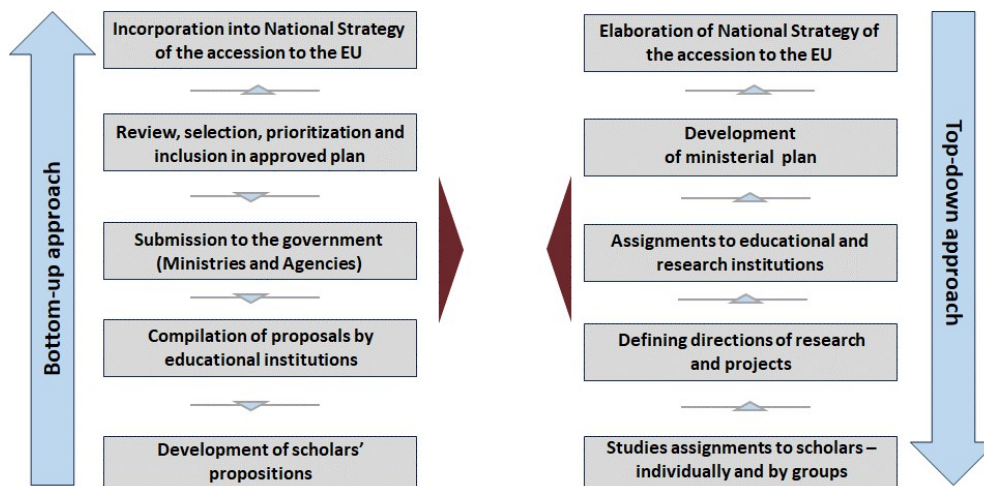 Bottom-up approach
Incorporation into National Strategy
of the accession to the EU
Review, selection, prioritization and
inclusion in approved plan
Submission to the government
(Ministries and Agencies)
Compilation of proposals by
educational institutions
Development of scholars’
propositions
Elaboration of National Strategy of
the accession to the EU
Development
of ministerial plan
Assignments to educational and
research institutions
Defining directions of research
and projects
Studies assignments to scholars –
individually and by groups
Top-down approach